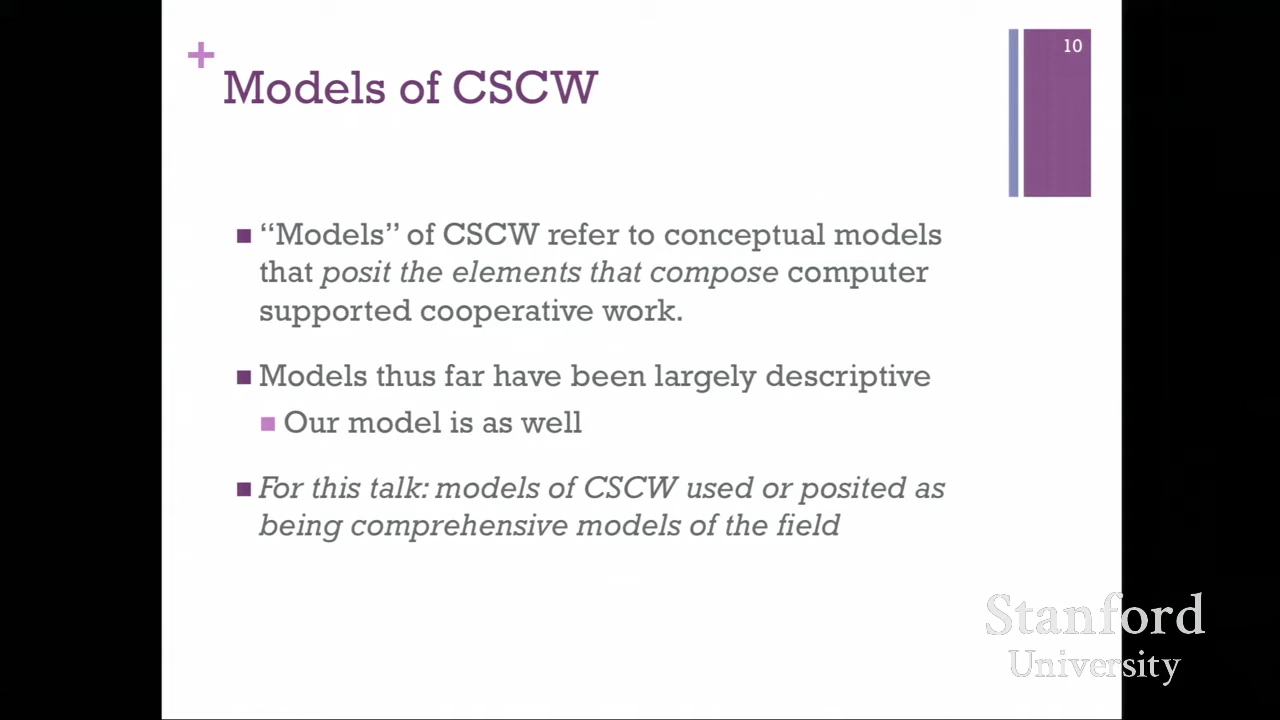 10
+
Models of CSCW
■ “Models” of CSCW refer to conceptual models
that posit the elements that compose computer
supported cooperative work.
■ Models thus far have been largely descriptive
■ Our model is as well
■ For this talk: models of CSCW used or posited as
being comprehensive models of the field
Stanford
University